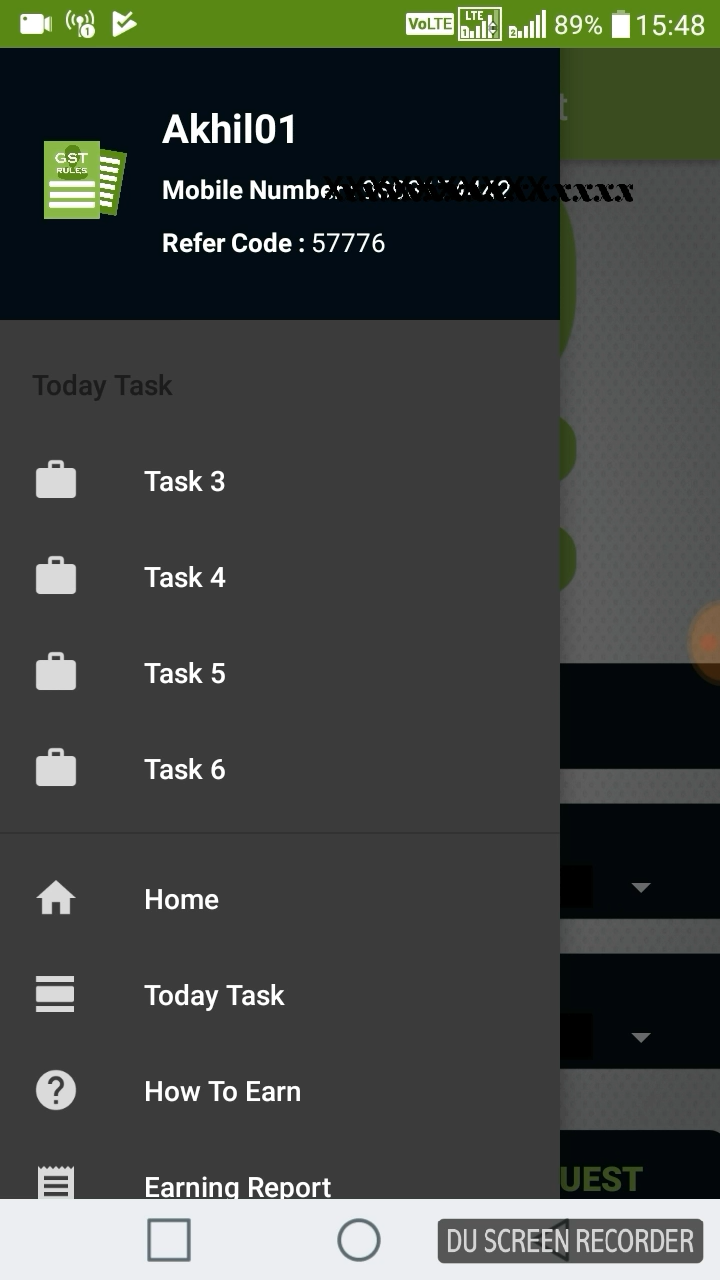 VoLTE LTE 89% 15:48
t
Akhil01
GST
RULES
Mobile Number
Refer Code : 57776
Today Task
Task 3
Task 4
Task 5
Task 6
Home
Today Task
How To Earn
Earning Report
UEST
DU SCREEN RECORDER